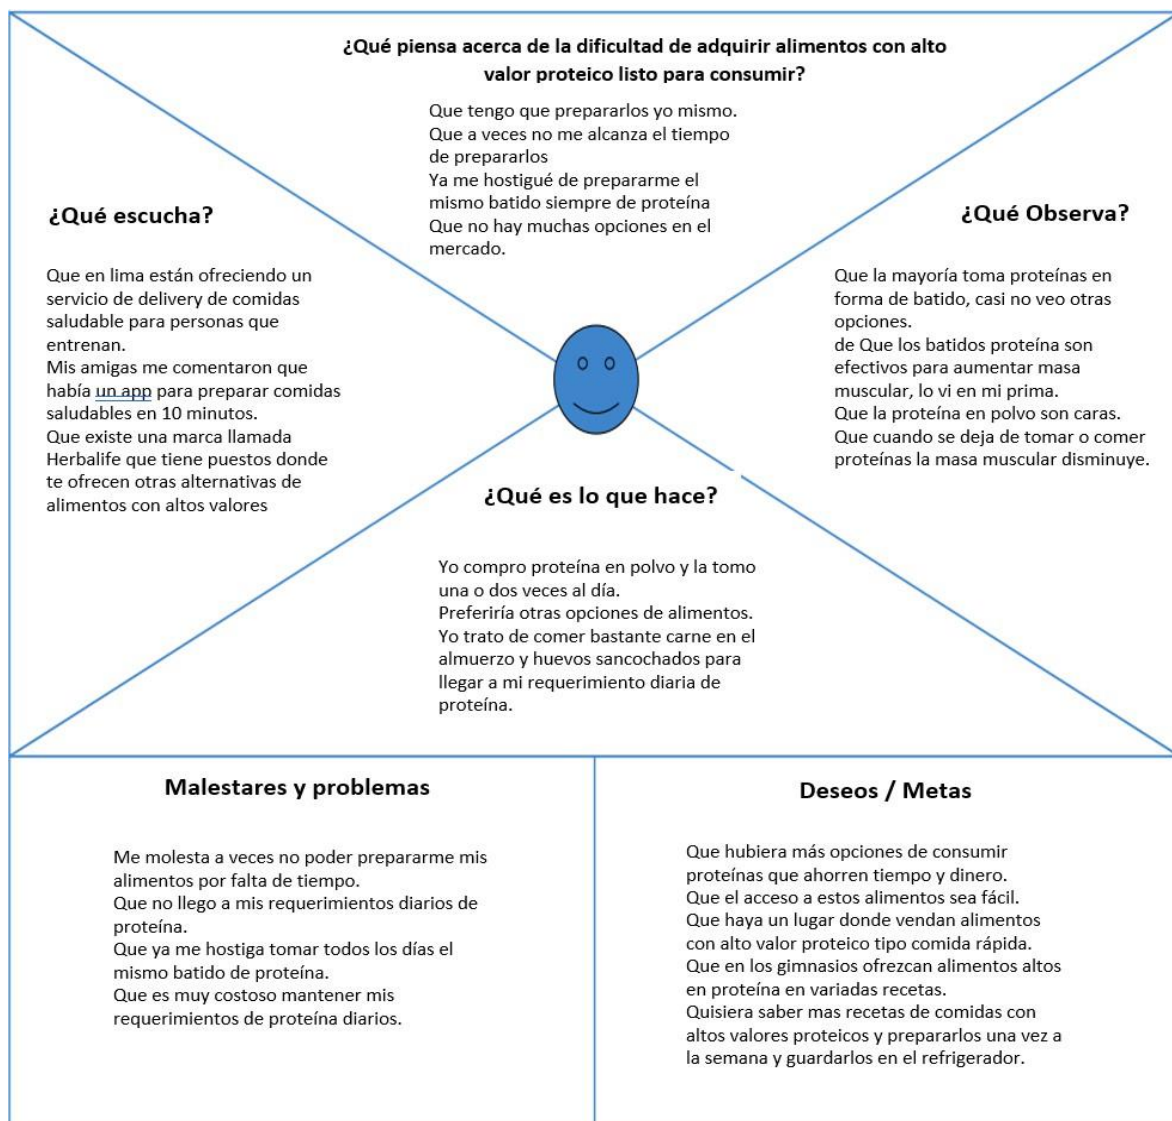 ¿Qué piensa acerca de la dificultad de adquirir alimentos con alto
valor proteico listo para consumir?
Que tengo que prepararlos yo mismo.
Que a veces no me alcanza el tiempo
de prepararlos
Ya me hostigué de prepararme el
mismo batido siempre de proteína
Que no hay muchas opciones en el
mercado.
¿Qué escucha?
Que en lima están ofreciendo un
servicio de delivery de comidas
saludable para personas que
entrenan.
Mis amigas me comentaron que
había un app para preparar comidas
saludables en 10 minutos.
Que existe una marca llamada
Herbalife que tiene puestos donde
te ofrecen otras alternativas de
alimentos con altos valores
¿Qué Observa?
Que la mayoría toma proteínas en
forma de batido, casi no veo otras
opciones.
de Que los batidos proteína son
efectivos para aumentar masa
muscular, lo vi en mi prima.
Que la proteína en polvo son caras.
Que cuando se deja de tomar o comer
proteínas la masa muscular disminuye.
¿Qué es lo que hace?
Yo compro proteína en polvo y la tomo
una o dos veces al día.
Preferiría otras opciones de alimentos.
Yo trato de comer bastante carne en el
almuerzo y huevos sancochados para
llegar a mi requerimiento diaria de
proteína.
Malestares y problemas
Me molesta a veces no poder prepararme mis
alimentos por falta de tiempo.
Que no llego a mis requerimientos diarios de
proteína.
Que ya me hostiga tomar todos los días el
mismo batido de proteína.
Que es muy costoso mantener mis
requerimientos de proteína diarios.
Deseos / Metas
Que hubiera más opciones de consumir
proteínas que ahorren tiempo y dinero.
Que el acceso a estos alimentos sea fácil.
Que haya un lugar donde vendan alimentos
con alto valor proteico tipo comida rápida.
Que en los gimnasios ofrezcan alimentos altos
en proteína en variadas recetas.
Quisiera saber mas recetas de comidas con
altos valores proteicos y prepararlos una vez a
la semana y guardarlos en el refrigerador.